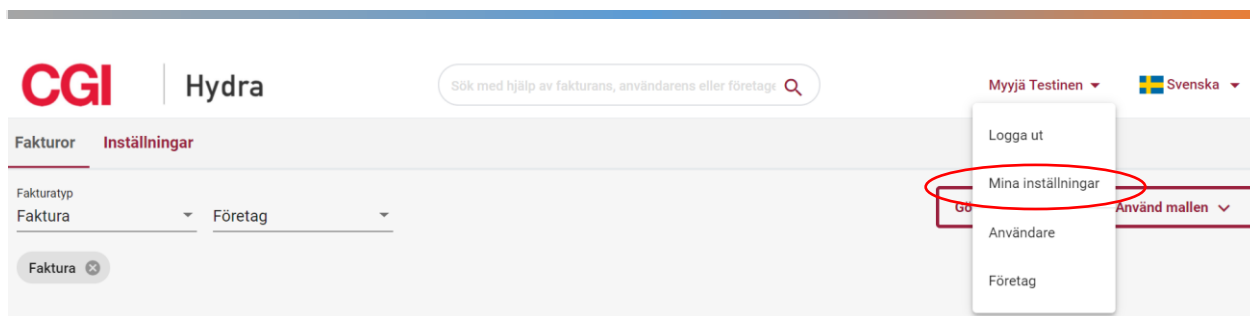 CGI Hydra
Sök med hjälp av fakturans, användarens eller företage
Myyjä Testinen
Svenska
Fakturor Inställningar
Logga ut
Mina inställningar
Användare
Företag
Fakturatyp
Faktura Företag
Gö
Använd mallen
Faktura